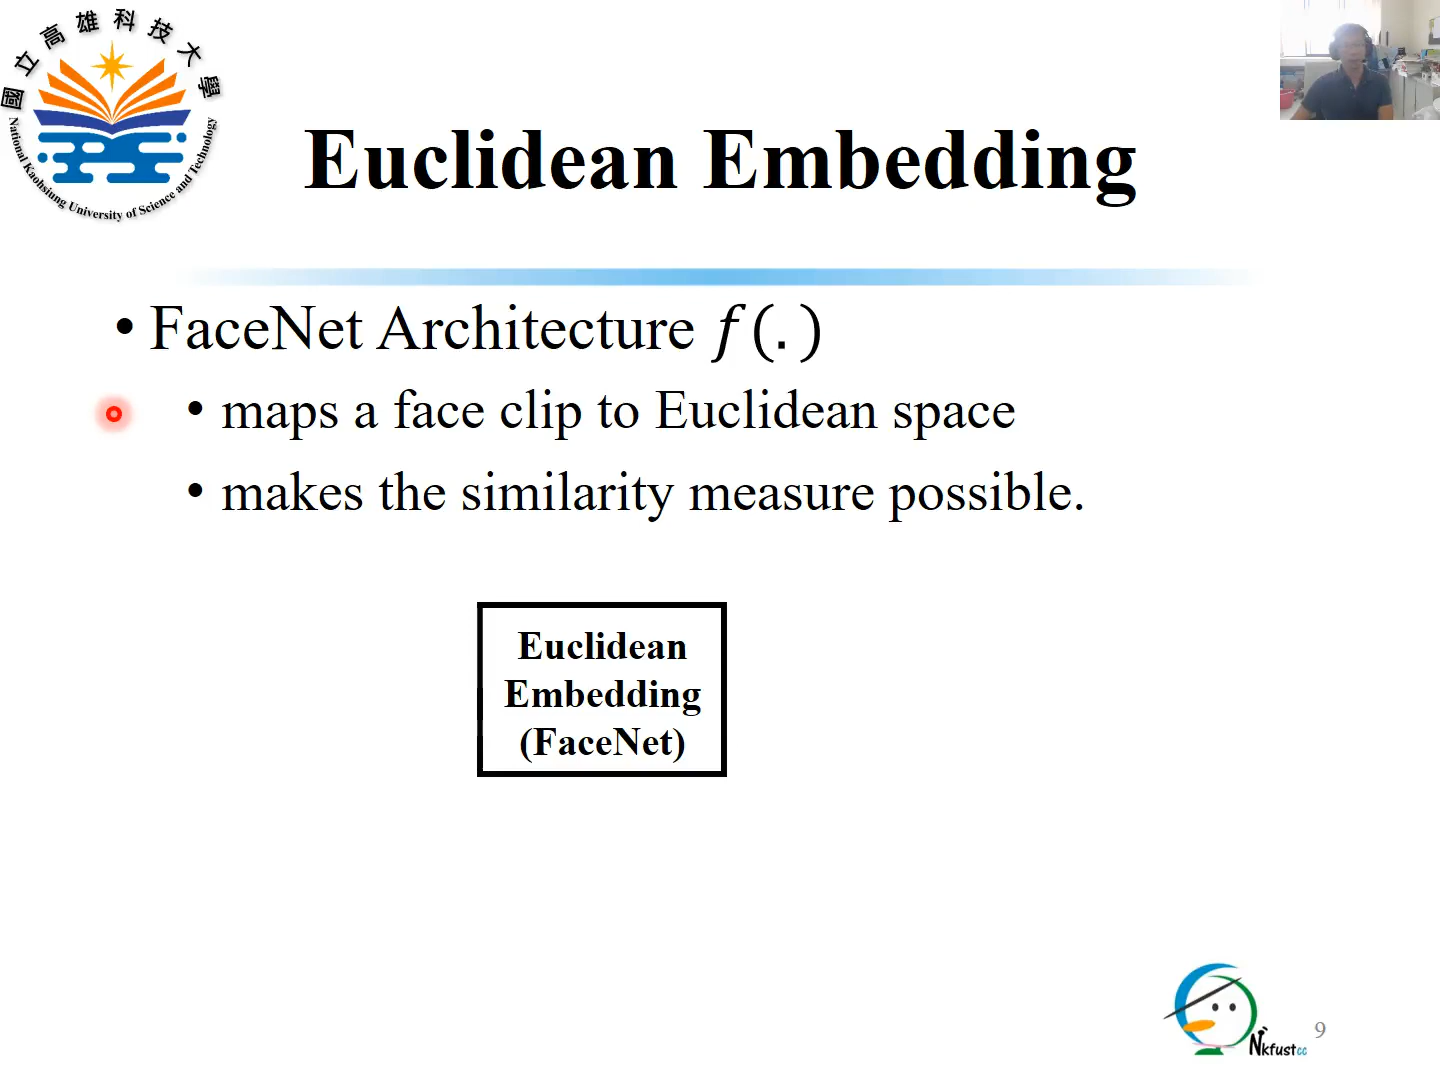 國立高雄科技大學
National Kaohsiung University of Science and Technology
Euclidean Embedding
• FaceNet Architecture f(.)
• maps a face clip to Euclidean space
• makes the similarity measure possible.
Euclidean
Embedding
(FaceNet)
Nkfustcc
9